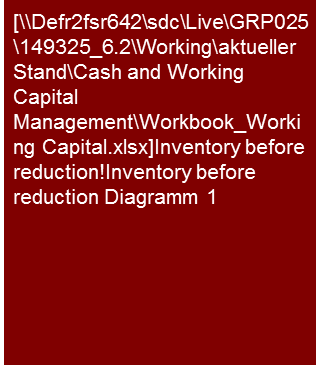 [\\Defr2fsr642\sdc\Live\GRP025
\149325_6.2\Working\aktueller
Stand\Cash and Working
Capital
Management\Workbook_Worki
ng Capital.xlsx]Inventory before
reduction!Inventory before
reduction Diagramm 1